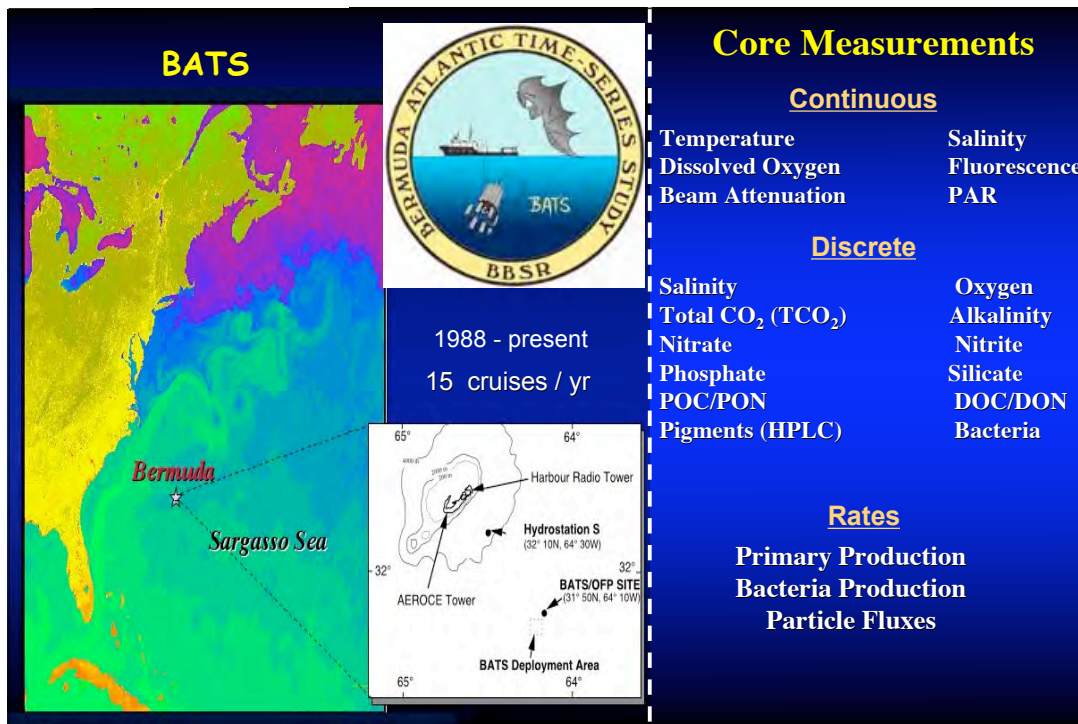 BATS
Bermuda
Sargasso Sea
BERMUDA ATLANTIC TIME-SERIES STUDY
BATS
BBSR
1988 - present
15 cruises / yr
65° 64°
4000 m
2000 m
200 m
Harbour Radio Tower
Hydrostation S
(32° 10N, 64° 30W)
32° 32°
BATS/OFP SITE
(31° 50N, 64° 10W)
AEROCE Tower
BATS Deployment Area
65° 64°
Core Measurements
Continuous
Temperature Salinity
Dissolved Oxygen Fluorescence
Beam Attenuation PAR
Discrete
Salinity Oxygen
Total CO₂ (TCO₂) Alkalinity
Nitrate Nitrite
Phosphate Silicate
POC/PON DOC/DON
Pigments (HPLC) Bacteria
Rates
Primary Production
Bacteria Production
Particle Fluxes